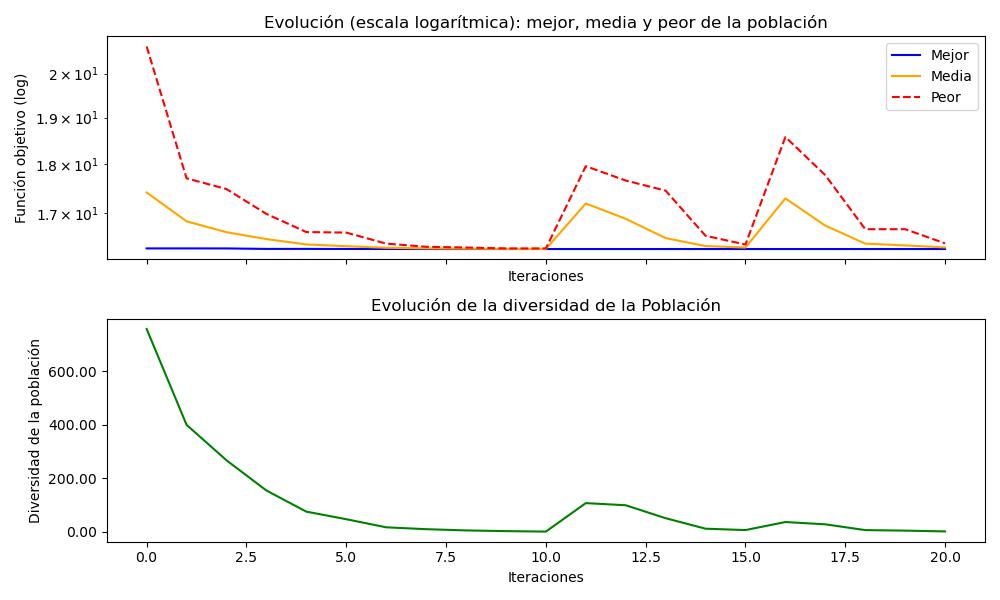 Evolución (escala logarítmica): mejor, media y peor de la población
Función objetivo (log)
2 × 10¹
1.9 × 10¹
1.8 × 10¹
1.7 × 10¹
Mejor
Media
Peor
Iteraciones
Evolución de la diversidad de la Población
Diversidad de la población
600.00
400.00
200.00
0.00
0.0 2.5 5.0 7.5 10.0 12.5 15.0 17.5 20.0
Iteraciones